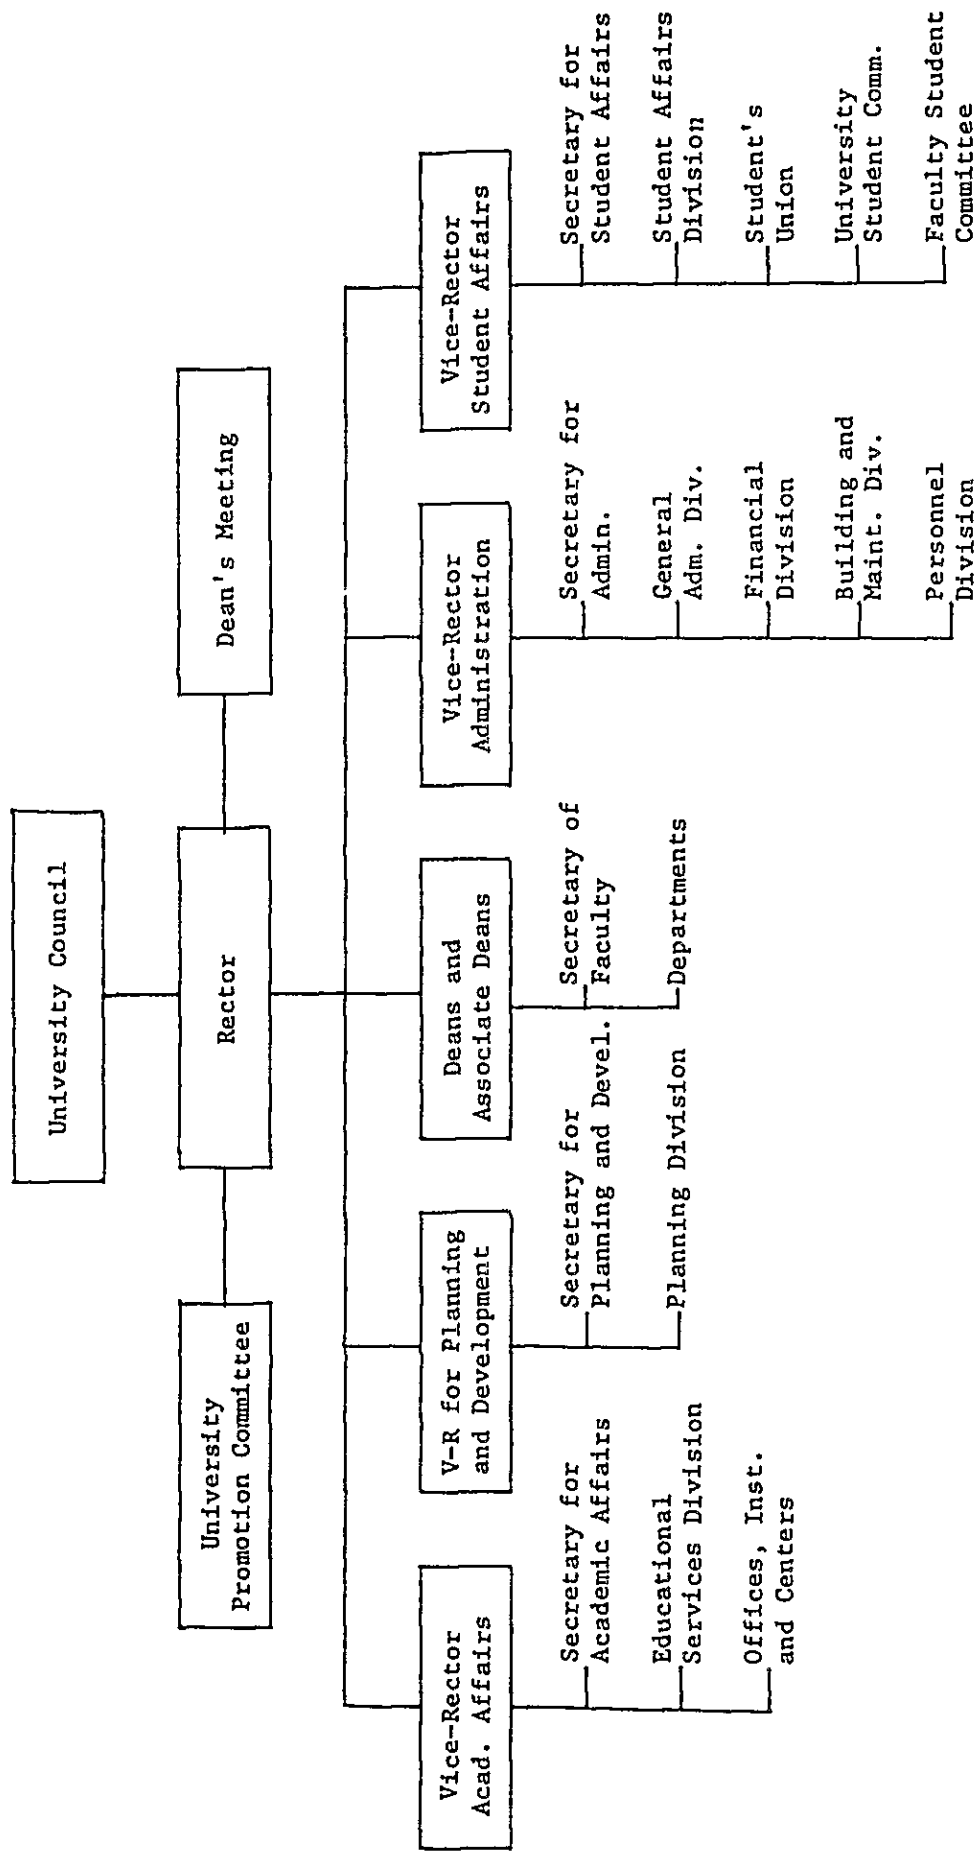 University Council
University
Promotion Committee
Rector
Dean's Meeting
Vice-Rector
Acad. Affairs
V-R for Planning
and Development
Deans and
Associate Deans
Vice-Rector
Administration
Vice-Rector
Student Affairs
Secretary for
Academic Affairs
Educational
Services Division
Offices, Inst.
and Centers
Secretary for
Planning and Devel.
Planning Division
Secretary of
Faculty
Departments
Secretary for
Admin.
General
Adm. Div.
Financial
Division
Building and
Maint. Div.
Personnel
Division
Secretary for
Student Affairs
Student Affairs
Division
Student's
Union
University
Student Comm.
Faculty Student
Committee